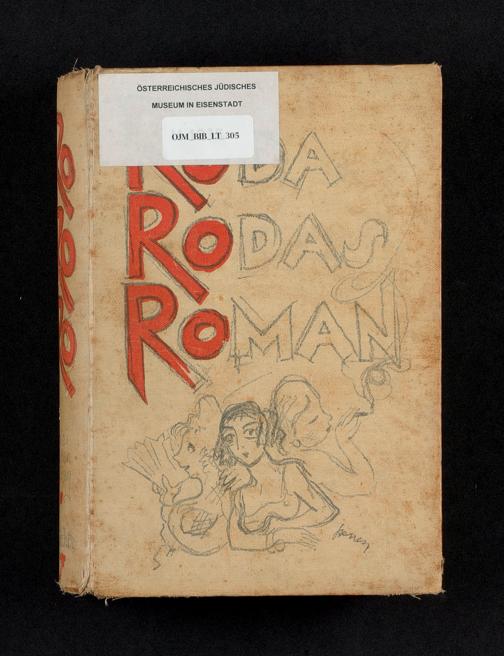 ÖSTERREICHISCHES JÜDISCHES
MUSEUM IN EISENSTADT
OJM_BIB_LT_305
RODA
RODAS
ROMAN